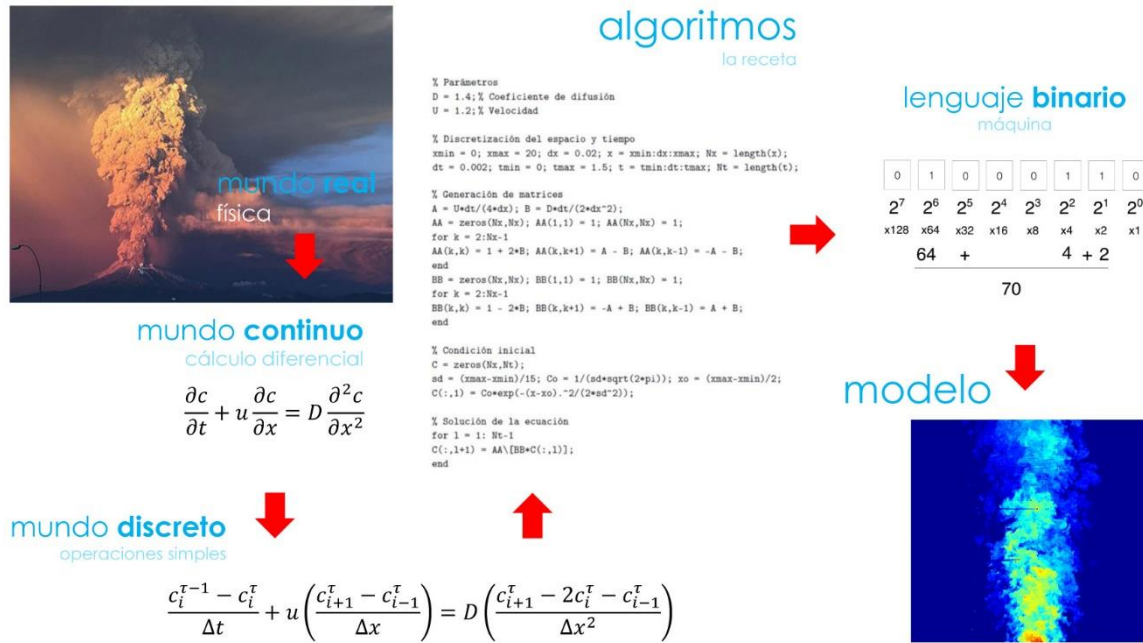 mundo real
física
mundo continuo
cálculo diferencial
∂c/∂t + u ∂c/∂x = D ∂²c/∂x²
mundo discreto
operaciones simples
(c_i^{τ−1} − c_i^τ)/Δt + u((c_{i+1}^τ − c_{i−1}^τ)/Δx) = D((c_{i+1}^τ − 2c_i^τ − c_{i−1}^τ)/Δx²)
algoritmos
la receta
% Parámetros
D = 1.4;% Coeficiente de difusión
U = 1.2;% Velocidad
% Discretización del espacio y tiempo
xmin = 0; xmax = 20; dx = 0.02; x = xmin:dx:xmax; Nx = length(x);
dt = 0.002; tmin = 0; tmax = 1.5; t = tmin:dt:tmax; Nt = length(t);
% Generación de matrices
A = U*dt/(4*dx); B = D*dt/(2*dx^2);
AA = zeros(Nx,Nx); AA(1,1) = 1; AA(Nx,Nx) = 1;
for k = 2:Nx-1
AA(k,k) = 1 + 2*B; AA(k,k+1) = A - B; AA(k,k-1) = -A - B;
end
BB = zeros(Nx,Nx); BB(1,1) = 1; BB(Nx,Nx) = 1;
for k = 2:Nx-1
BB(k,k) = 1 - 2*B; BB(k,k+1) = -A + B; BB(k,k-1) = A + B;
end
% Condición inicial
C = zeros(Nx,Nt);
sd = (xmax-xmin)/15; Co = 1/(sd*sqrt(2*pi)); xo = (xmax-xmin)/2;
C(:,1) = Co*exp(-(x-xo).^2/(2*sd^2));
% Solución de la ecuación
for l = 1: Nt-1
C(:,l+1) = AA\[BB*C(:,l)];
end
lenguaje binario
máquina
0 1 0 0 0 1 1 0
2⁷ 2⁶ 2⁵ 2⁴ 2³ 2² 2¹ 2⁰
x128 x64 x32 x16 x8 x4 x2 x1
64 + 4 + 2
70
modelo